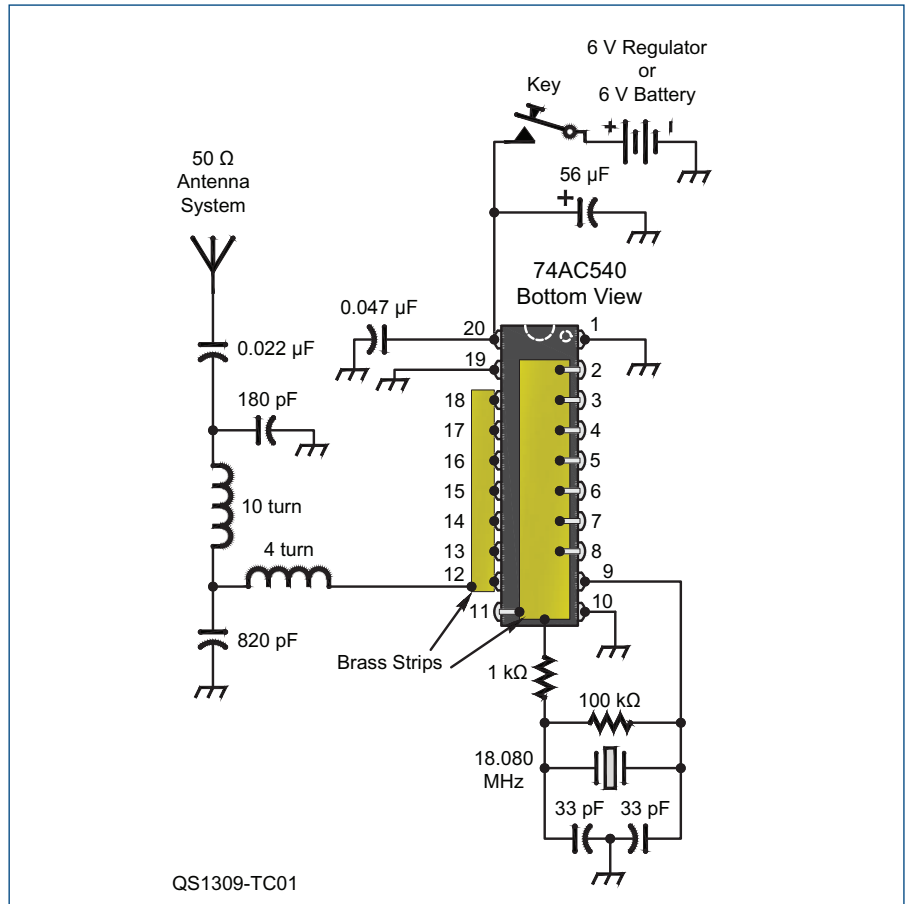 6 V Regulator
or
6 V Battery
Key
+
50 Ω
Antenna
System
56 µF
+
74AC540
Bottom View
0.047 µF
20
1
0.022 µF
19
2
180 pF
18
3
17
4
16
5
15
6
10 turn
14
7
4 turn
13
8
12
9
11
10
820 pF
Brass Strips
1 kΩ
100 kΩ
18.080
MHz
33 pF
33 pF
QS1309-TC01